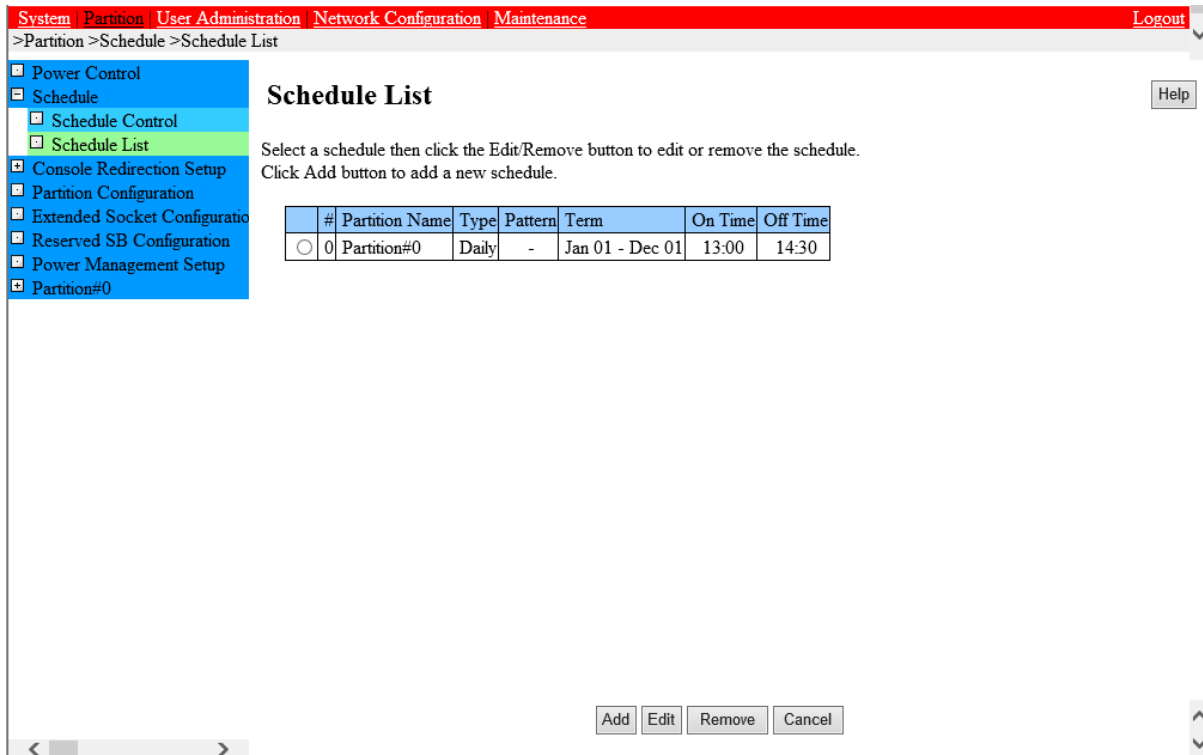 System | Partition | User Administration | Network Configuration | Maintenance Logout
>Partition >Schedule >Schedule List
Power Control
Schedule
Schedule Control
Schedule List
Console Redirection Setup
Partition Configuration
Extended Socket Configuratio
Reserved SB Configuration
Power Management Setup
Partition#0
Schedule List
Help
Select a schedule then click the Edit/Remove button to edit or remove the schedule.
Click Add button to add a new schedule.
# Partition Name Type Pattern Term On Time Off Time
0 Partition#0 Daily - Jan 01 - Dec 01 13:00 14:30
Add Edit Remove Cancel